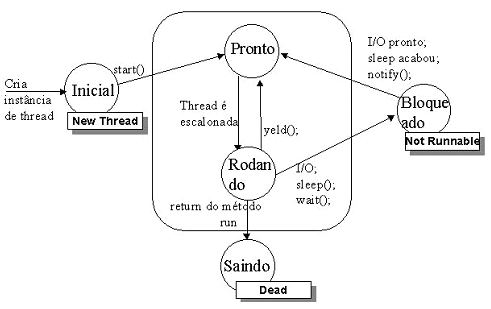 Cria
instância
de thread
Inicial
New Thread
start()
Pronto
Thread é
escalonada
yeld();
Rodan
do
I/O pronto;
sleep acabou;
notify();
Bloque
ado
Not Runnable
I/O;
sleep();
wait();
return do método
run
Saindo
Dead